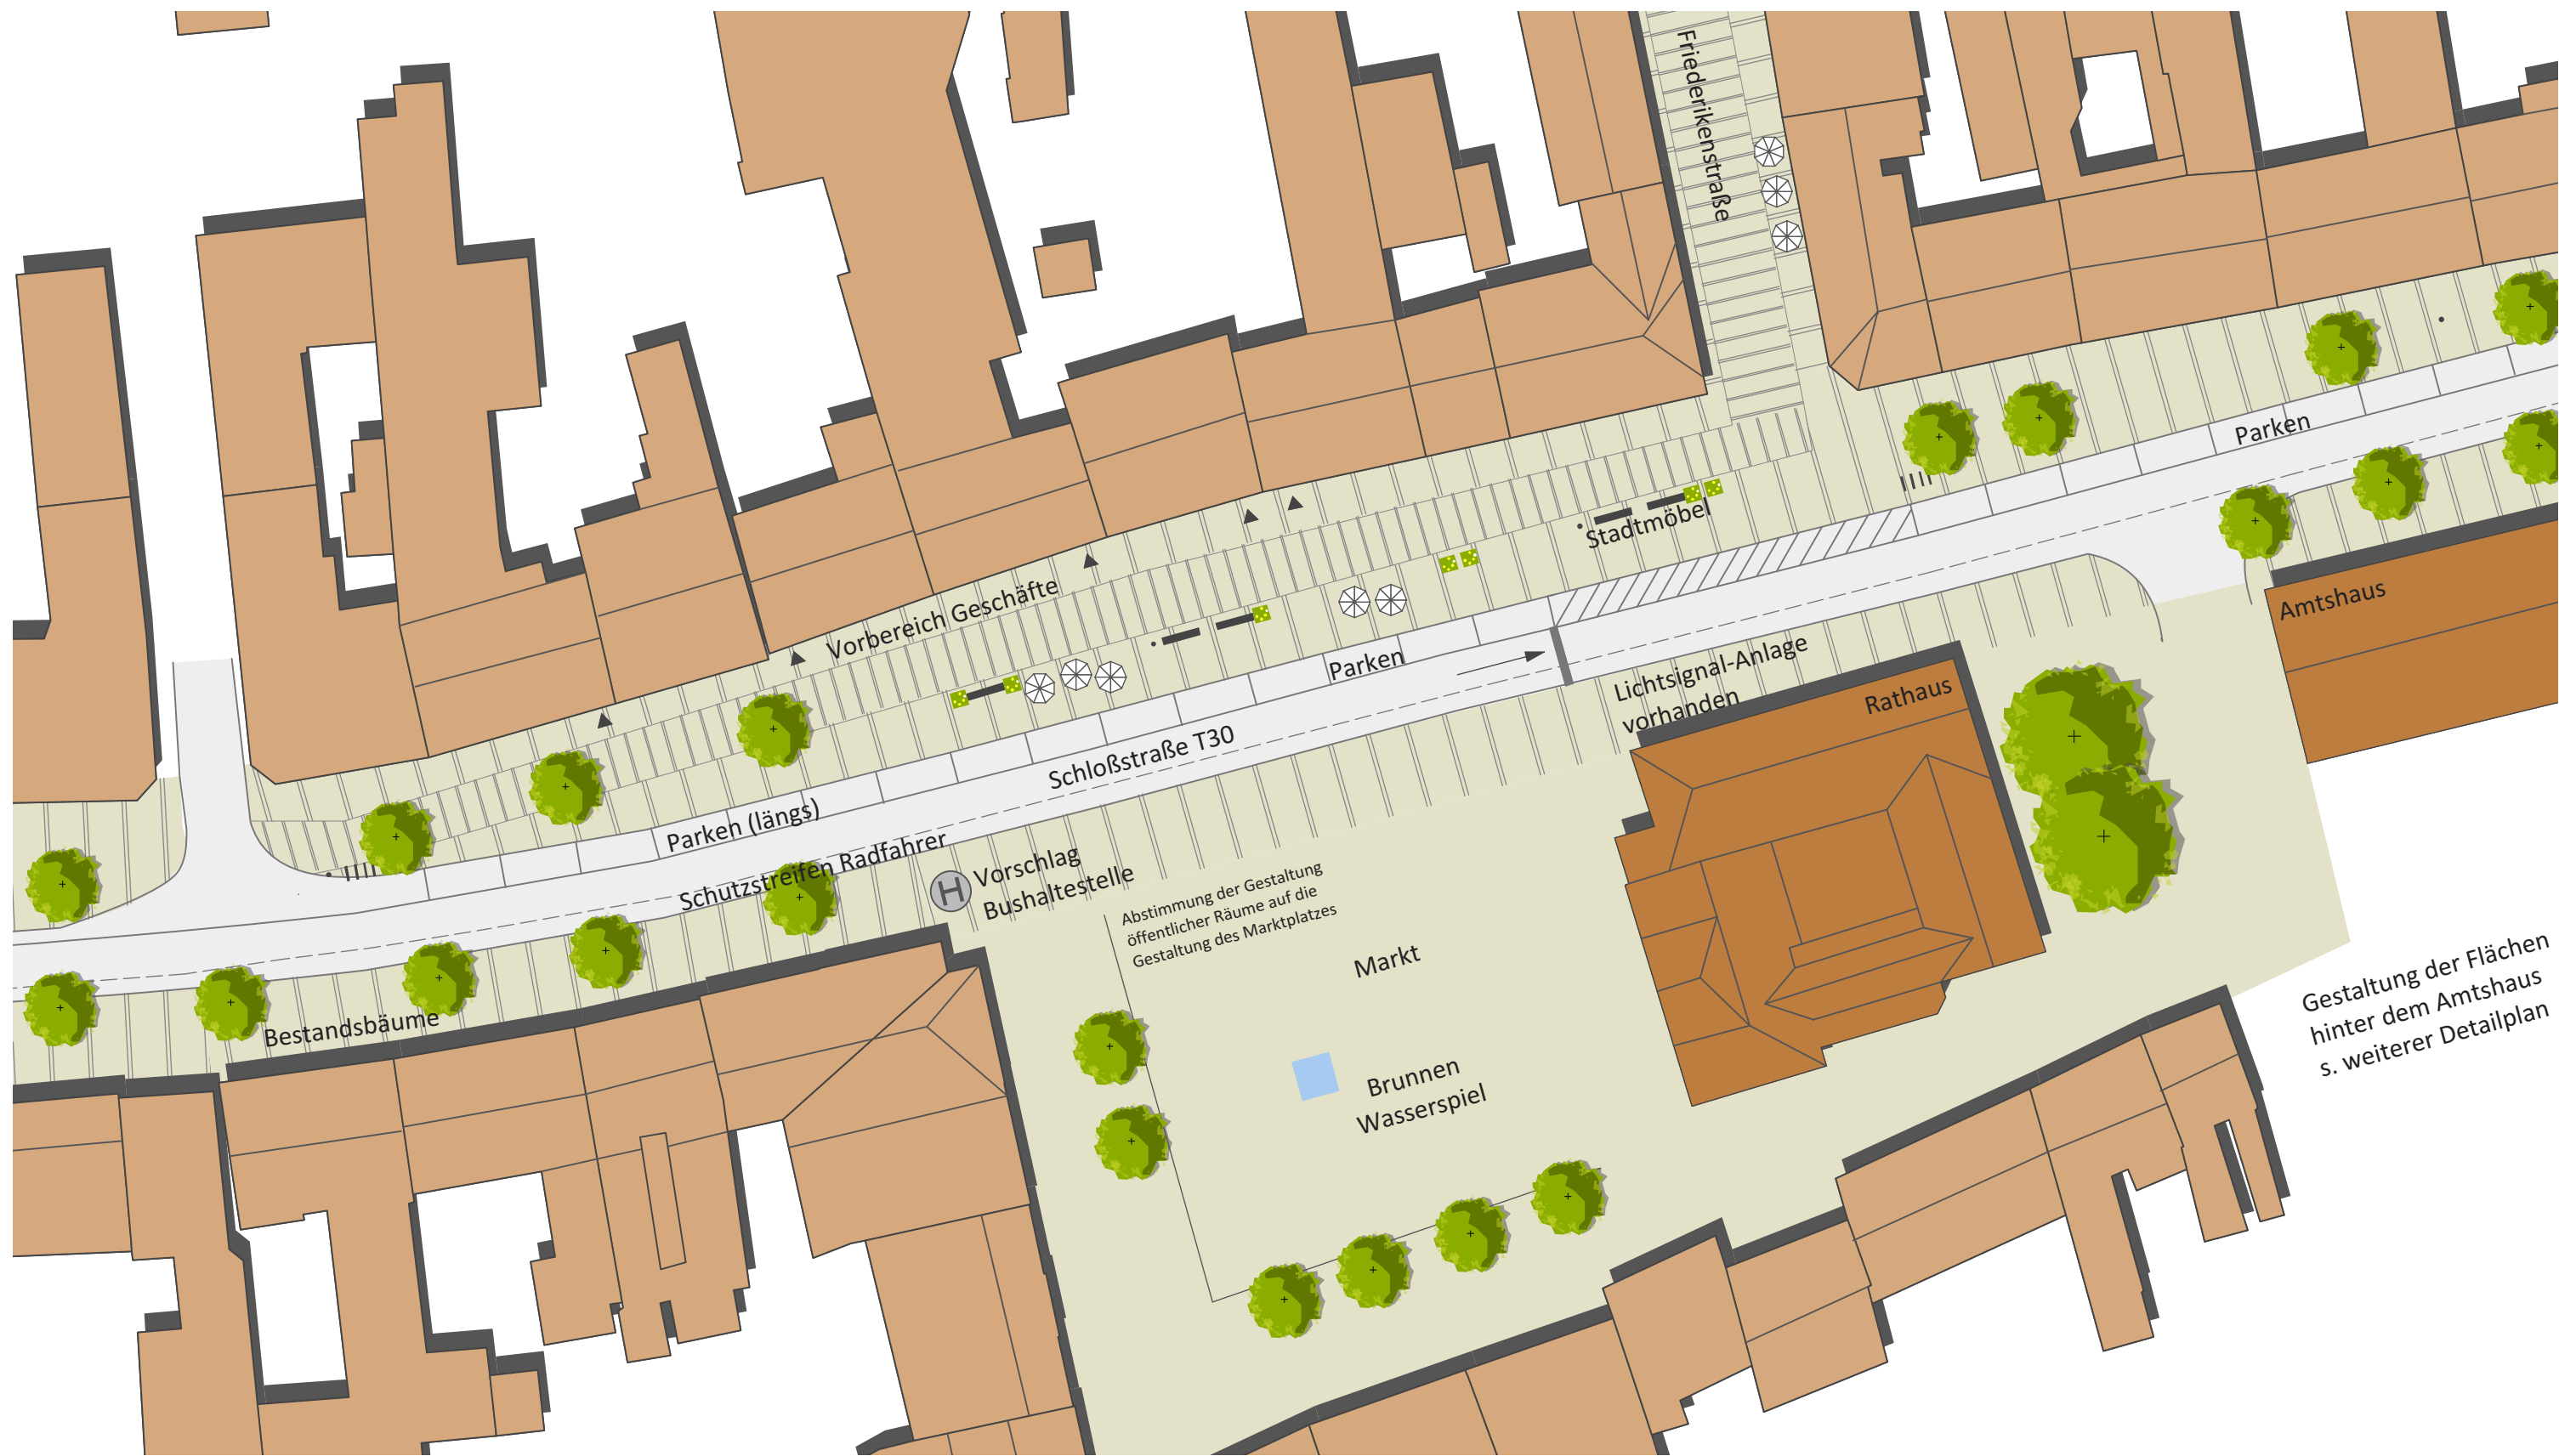 Friederikenstraße
Parken
Stadtmöbel
Amtshaus
Vorbereich Geschäfte
Parken
Lichtsignal-Anlage
vorhanden
Rathaus
Schloßstraße T30
Parken (längs)
Schutzstreifen Radfahrer
H
Vorschlag
Bushaltestelle
Abstimmung der Gestaltung
öffentlicher Räume auf die
Gestaltung des Marktplatzes
Markt
Bestandsbäume
Brunnen
Wasserspiel
Gestaltung der Flächen
hinter dem Amtshaus
s. weiterer Detailplan